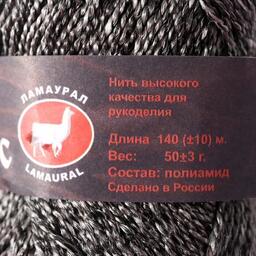 ЛАМАУРАЛ
LAMAURAL
С
Нить высокого
качества для
рукоделия
Длина 140 (±10) м.
Вес: 50±3 г.
Состав: полиамид
Сделано в России